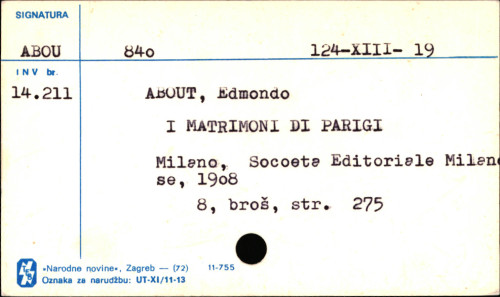 SIGNATURA
ABOU 840 124-XIII- 19
INV br.
14.211 ABOUT, Edmondo
I MATRIMONI DI PARIGI
Milano, Socoeta Editoriale Milane
se, 1908
8, broš, str. 275
»Narodne novine«, Zagreb — (72) 11-755
Oznaka za narudžbu: UT-XI/11-13